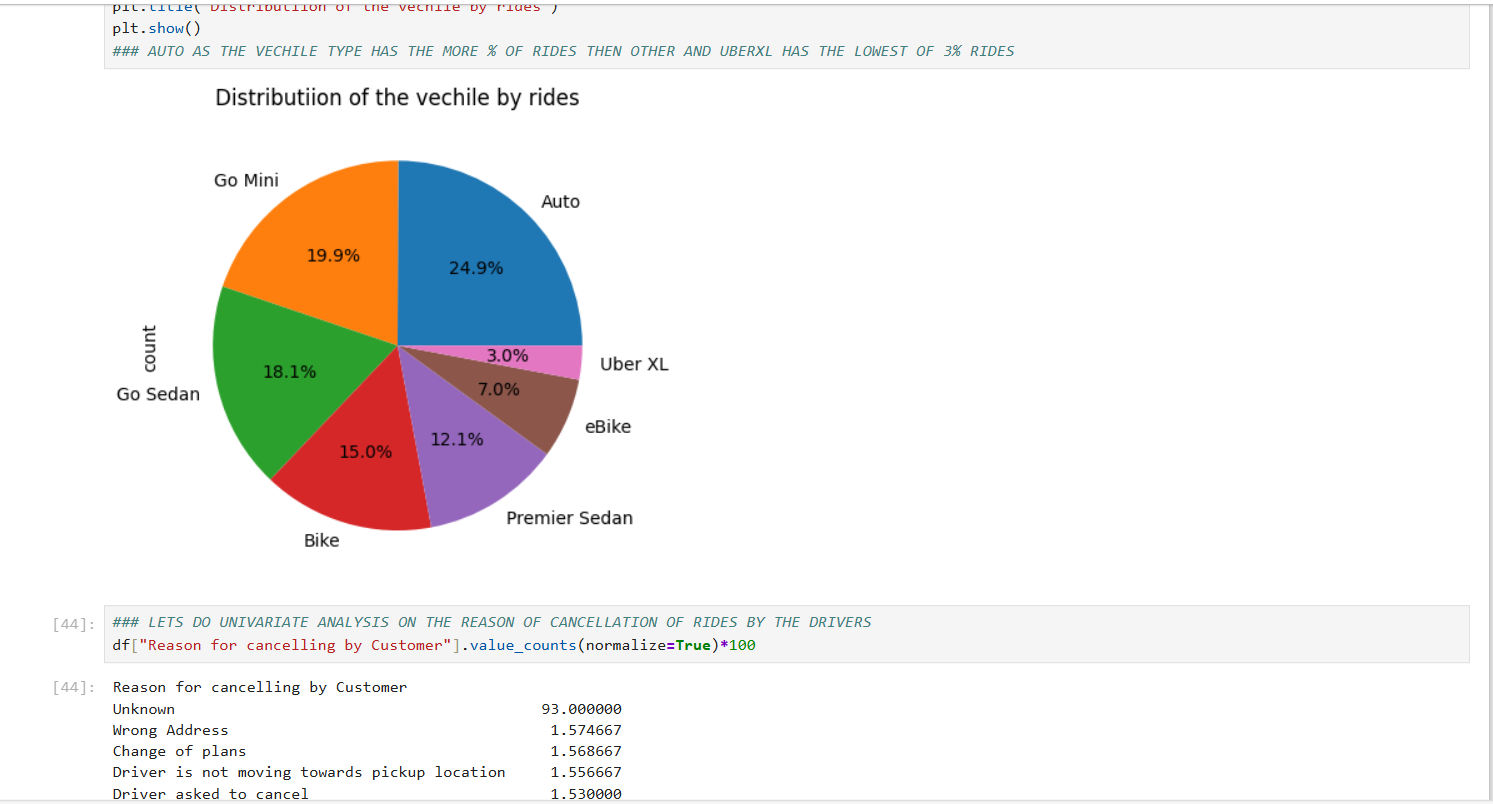 plt.title("Distributiion of the vechile by rides")
plt.show()
### AUTO AS THE VECHILE TYPE HAS THE MORE % OF RIDES THEN OTHER AND UBERXL HAS THE LOWEST OF 3% RIDES
Distributiion of the vechile by rides
Go Mini
Auto
19.9%
24.9%
count
Uber XL
3.0%
18.1%
7.0%
Go Sedan
eBike
12.1%
15.0%
Premier Sedan
Bike
[44]: ### LETS DO UNIVARIATE ANALYSIS ON THE REASON OF CANCELLATION OF RIDES BY THE DRIVERS
df["Reason for cancelling by Customer"].value_counts(normalize=True)*100
[44]: Reason for cancelling by Customer
Unknown 93.000000
Wrong Address 1.574667
Change of plans 1.568667
Driver is not moving towards pickup location 1.556667
Driver asked to cancel 1.530000